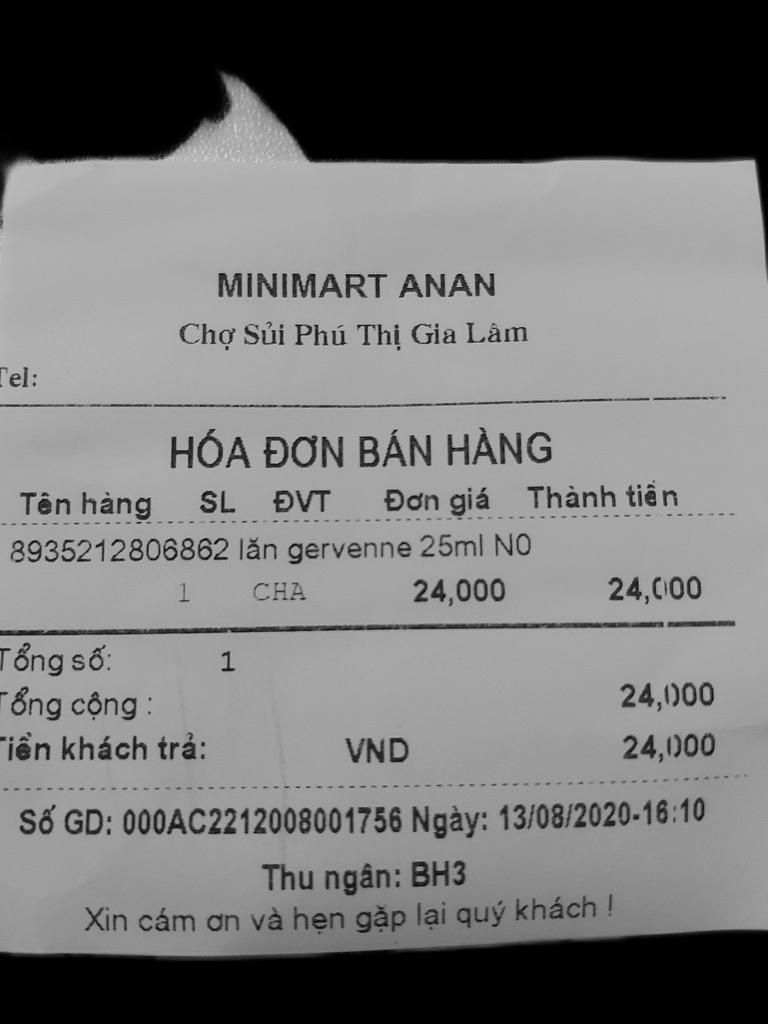 MINIMART ANAN
Chợ Sủi Phú Thị Gia Lâm
Tel:
HÓA ĐƠN BÁN HÀNG
Tên hàng SL ĐVT Đơn giá Thành tiền
8935212806862 lăn gervenne 25ml N0
1 CHA 24,000 24,000
Tổng số: 1
Tổng cộng : 24,000
Tiền khách trả: VND 24,000
Số GD: 000AC2212008001756 Ngày: 13/08/2020-16:10
Thu ngân: BH3
Xin cám ơn và hẹn gặp lại quý khách !